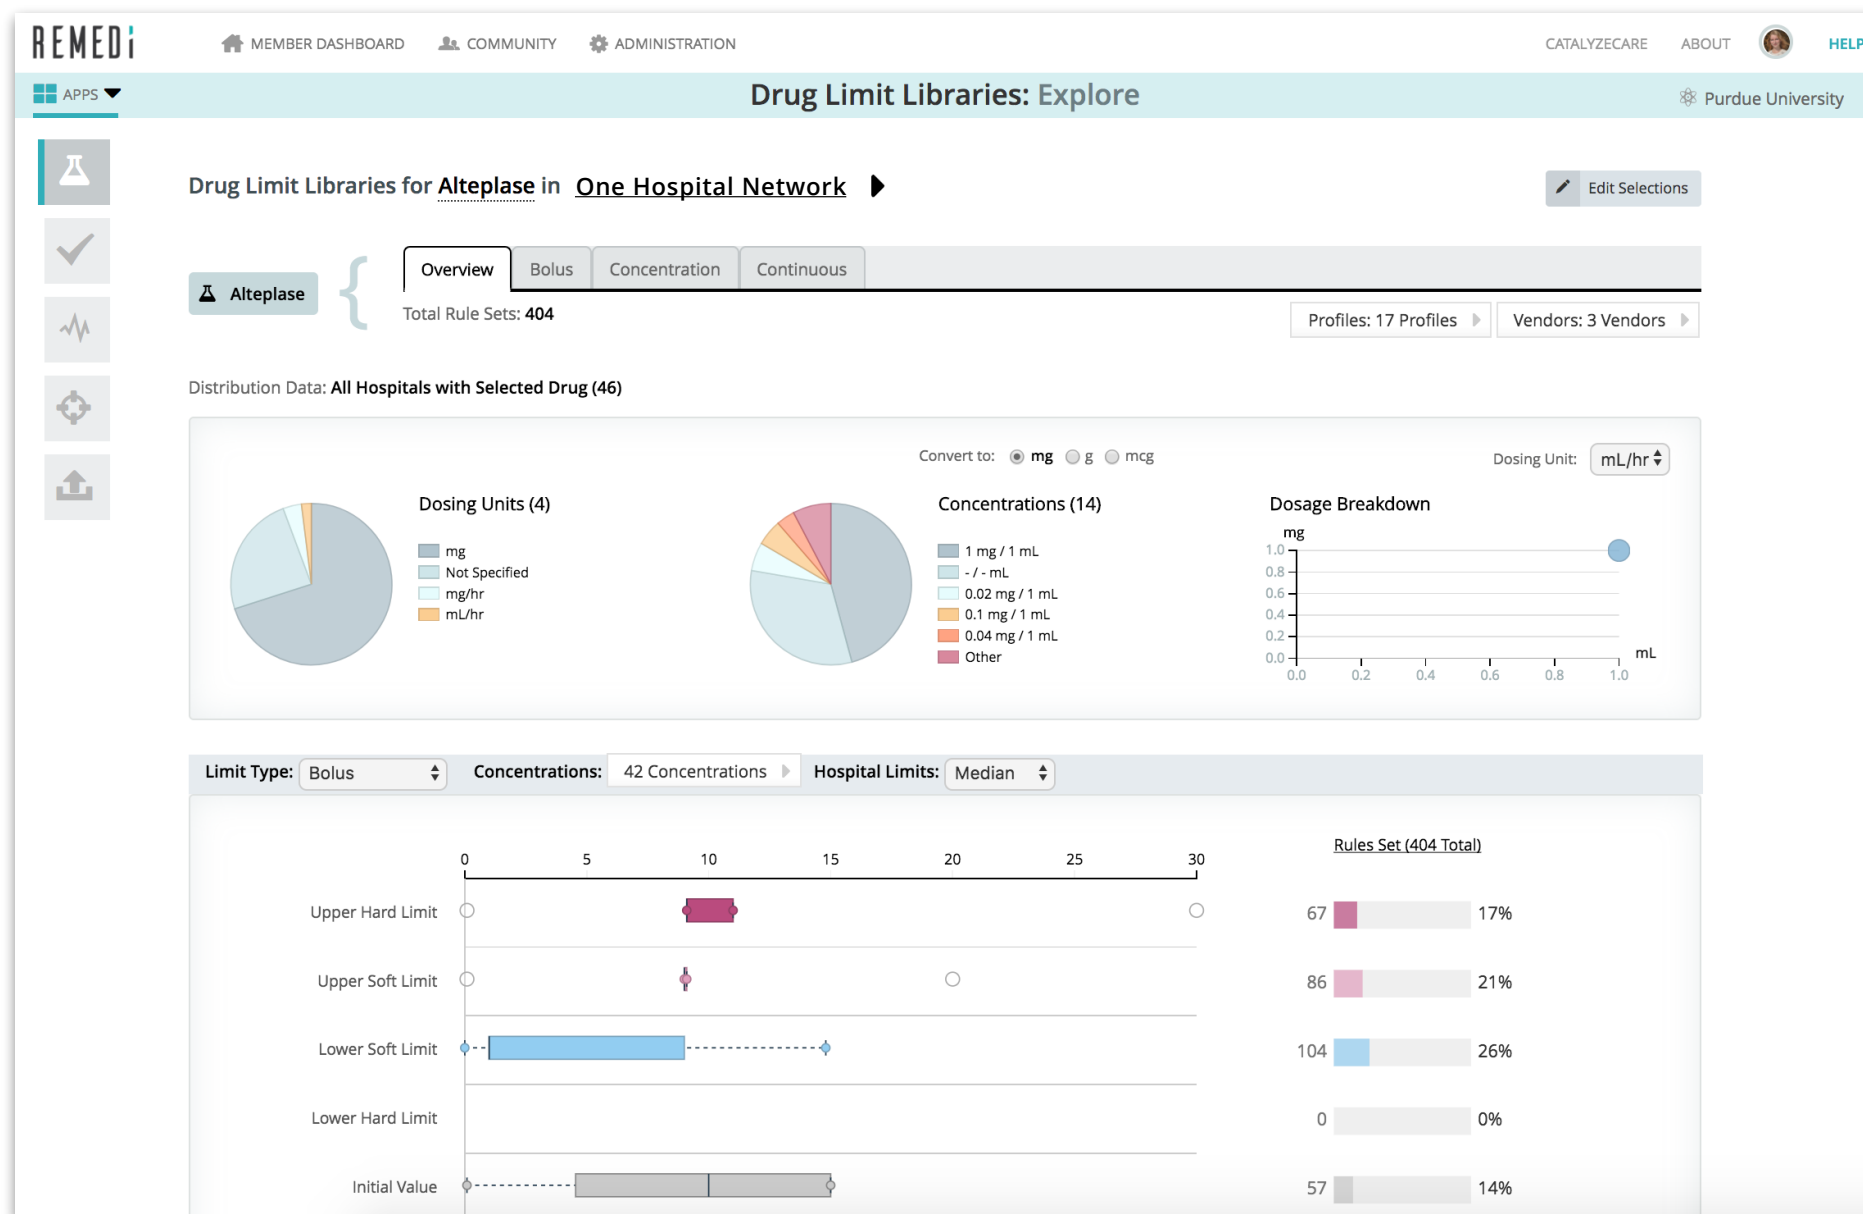 REMEDi
MEMBER DASHBOARD COMMUNITY ADMINISTRATION CATALYZECARE ABOUT HELP
APPS Drug Limit Libraries: Explore Purdue University
Drug Limit Libraries for Alteplase in One Hospital Network Edit Selections
Overview Bolus Concentration Continuous
Alteplase
Total Rule Sets: 404
Profiles: 17 Profiles Vendors: 3 Vendors
Distribution Data: All Hospitals with Selected Drug (46)
Convert to: mg g mcg
Dosing Unit: mL/hr
Dosing Units (4)
mg
Not Specified
mg/hr
mL/hr
Concentrations (14)
1 mg / 1 mL
- / - mL
0.02 mg / 1 mL
0.1 mg / 1 mL
0.04 mg / 1 mL
Other
Dosage Breakdown
mg
1.0
0.8
0.6
0.4
0.2
0.0
mL
0.0 0.2 0.4 0.6 0.8 1.0
Limit Type: Bolus Concentrations: 42 Concentrations Hospital Limits: Median
Rules Set (404 Total)
0 5 10 15 20 25 30
Upper Hard Limit 67 17%
Upper Soft Limit 86 21%
Lower Soft Limit 104 26%
Lower Hard Limit 0 0%
Initial Value 57 14%